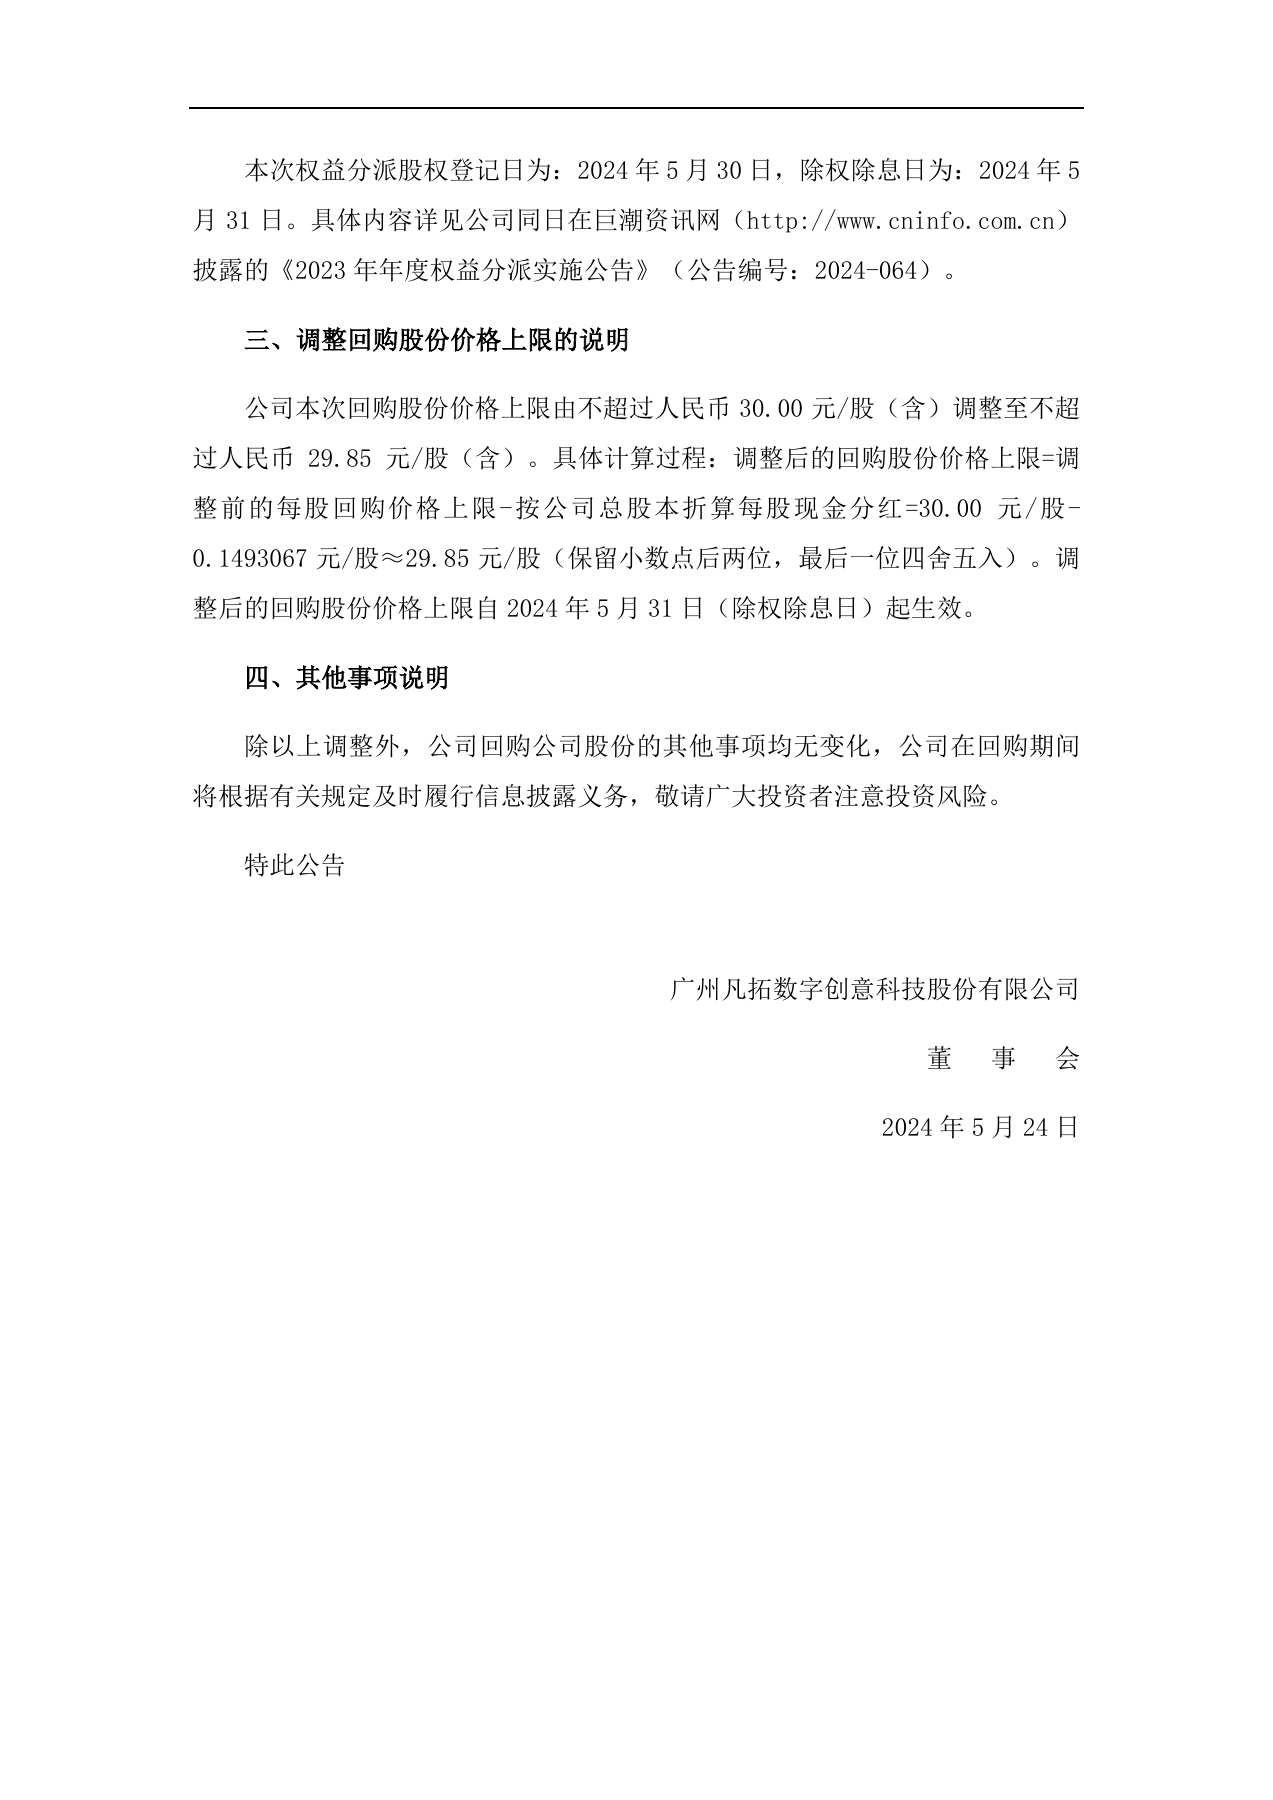 本次权益分派股权登记日为：2024 年 5 月 30 日，除权除息日为：2024 年 5
月 31 日。具体内容详见公司同日在巨潮资讯网（http://www.cninfo.com.cn）
披露的《2023 年年度权益分派实施公告》（公告编号：2024-064）。
三、调整回购股份价格上限的说明
公司本次回购股份价格上限由不超过人民币 30.00 元/股（含）调整至不超
过人民币 29.85 元/股（含）。具体计算过程：调整后的回购股份价格上限=调
整前的每股回购价格上限-按公司总股本折算每股现金分红=30.00 元/股-
0.1493067 元/股≈29.85 元/股（保留小数点后两位，最后一位四舍五入）。调
整后的回购股份价格上限自 2024 年 5 月 31 日（除权除息日）起生效。
四、其他事项说明
除以上调整外，公司回购公司股份的其他事项均无变化，公司在回购期间
将根据有关规定及时履行信息披露义务，敬请广大投资者注意投资风险。
特此公告
广州凡拓数字创意科技股份有限公司
董 事 会
2024 年 5 月 24 日